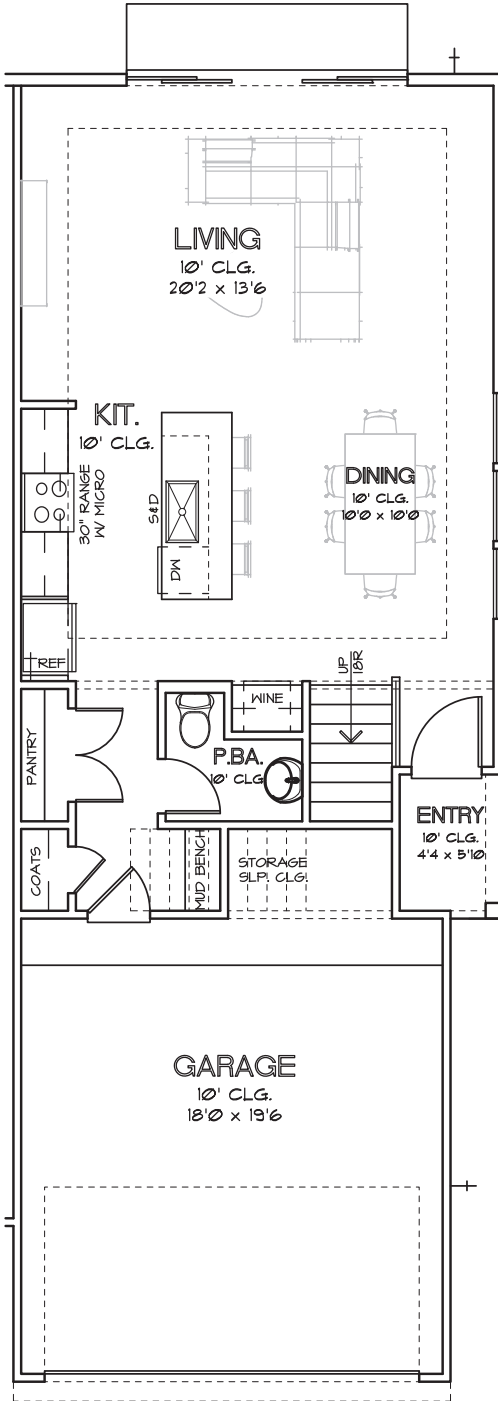 LIVING
10' CLG.
20'2 x 13'6
KIT.
10' CLG.
30" RANGE
W/ MICRO
S&D
DW
DINING
10' CLG.
10'0 x 10'0
REF
UP
18R
WINE
PANTRY
P.BA.
10' CLG
ENTRY
10' CLG.
4'4 x 5'10
COATS
MUD BENCH
STORAGE
SLP. CLG.
GARAGE
10' CLG.
18'0 x 19'6